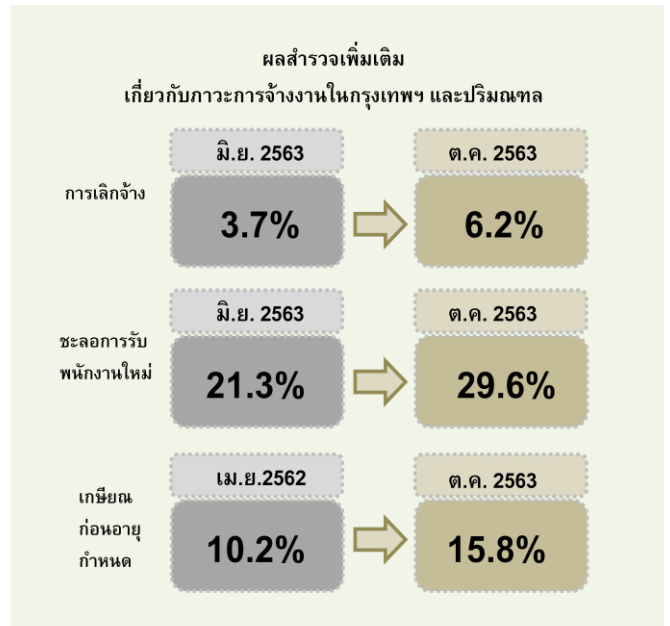 ผลสำรวจเพิ่มเติม
เกี่ยวกับภาวะการจ้างงานในกรุงเทพฯ และปริมณฑล
มิ.ย. 2563
ต.ค. 2563
การเลิกจ้าง
3.7%
6.2%
มิ.ย. 2563
ต.ค. 2563
ชะลอการรับ
พนักงานใหม่
21.3%
29.6%
เม.ย.2562
ต.ค. 2563
เกษียณ
ก่อนอายุ
กำหนด
10.2%
15.8%